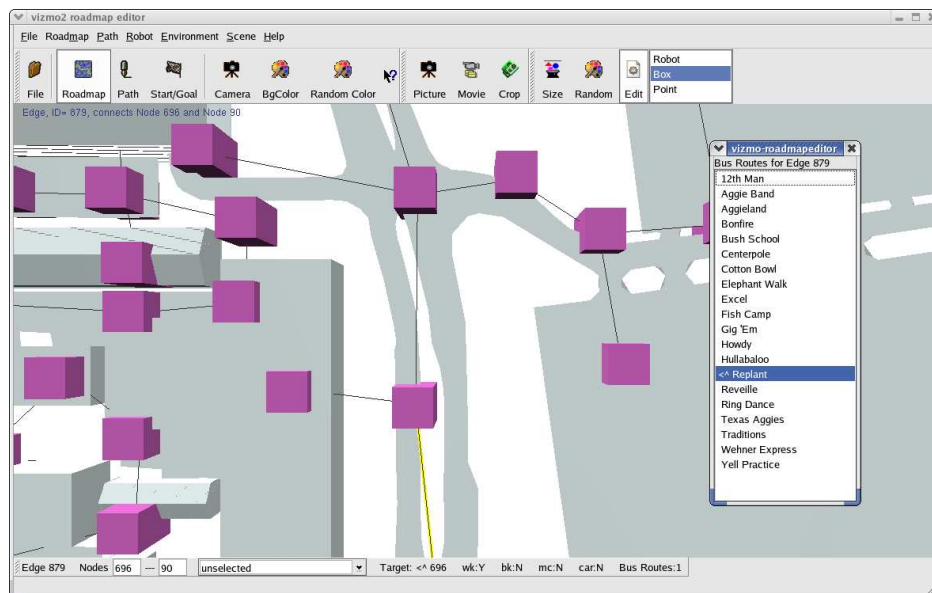 vizmo2 roadmap editor
File Roadmap Path Robot Environment Scene Help
File Roadmap Path Start/Goal Camera BgColor Random Color Picture Movie Crop Size Random Edit
Robot
Box
Point
Edge, ID= 879, connects Node 696 and Node 90
vizmo-roadmapeditor
Bus Routes for Edge 879
12th Man
Aggie Band
Aggieland
Bonfire
Bush School
Centerpole
Cotton Bowl
Elephant Walk
Excel
Fish Camp
Gig 'Em
Howdy
Hullabaloo
<^ Replant
Reveille
Ring Dance
Texas Aggies
Traditions
Wehner Express
Yell Practice
Edge 879 Nodes 696 --- 90 unselected Target: <^ 696 wk:Y bk:N mc:N car:N Bus Routes:1